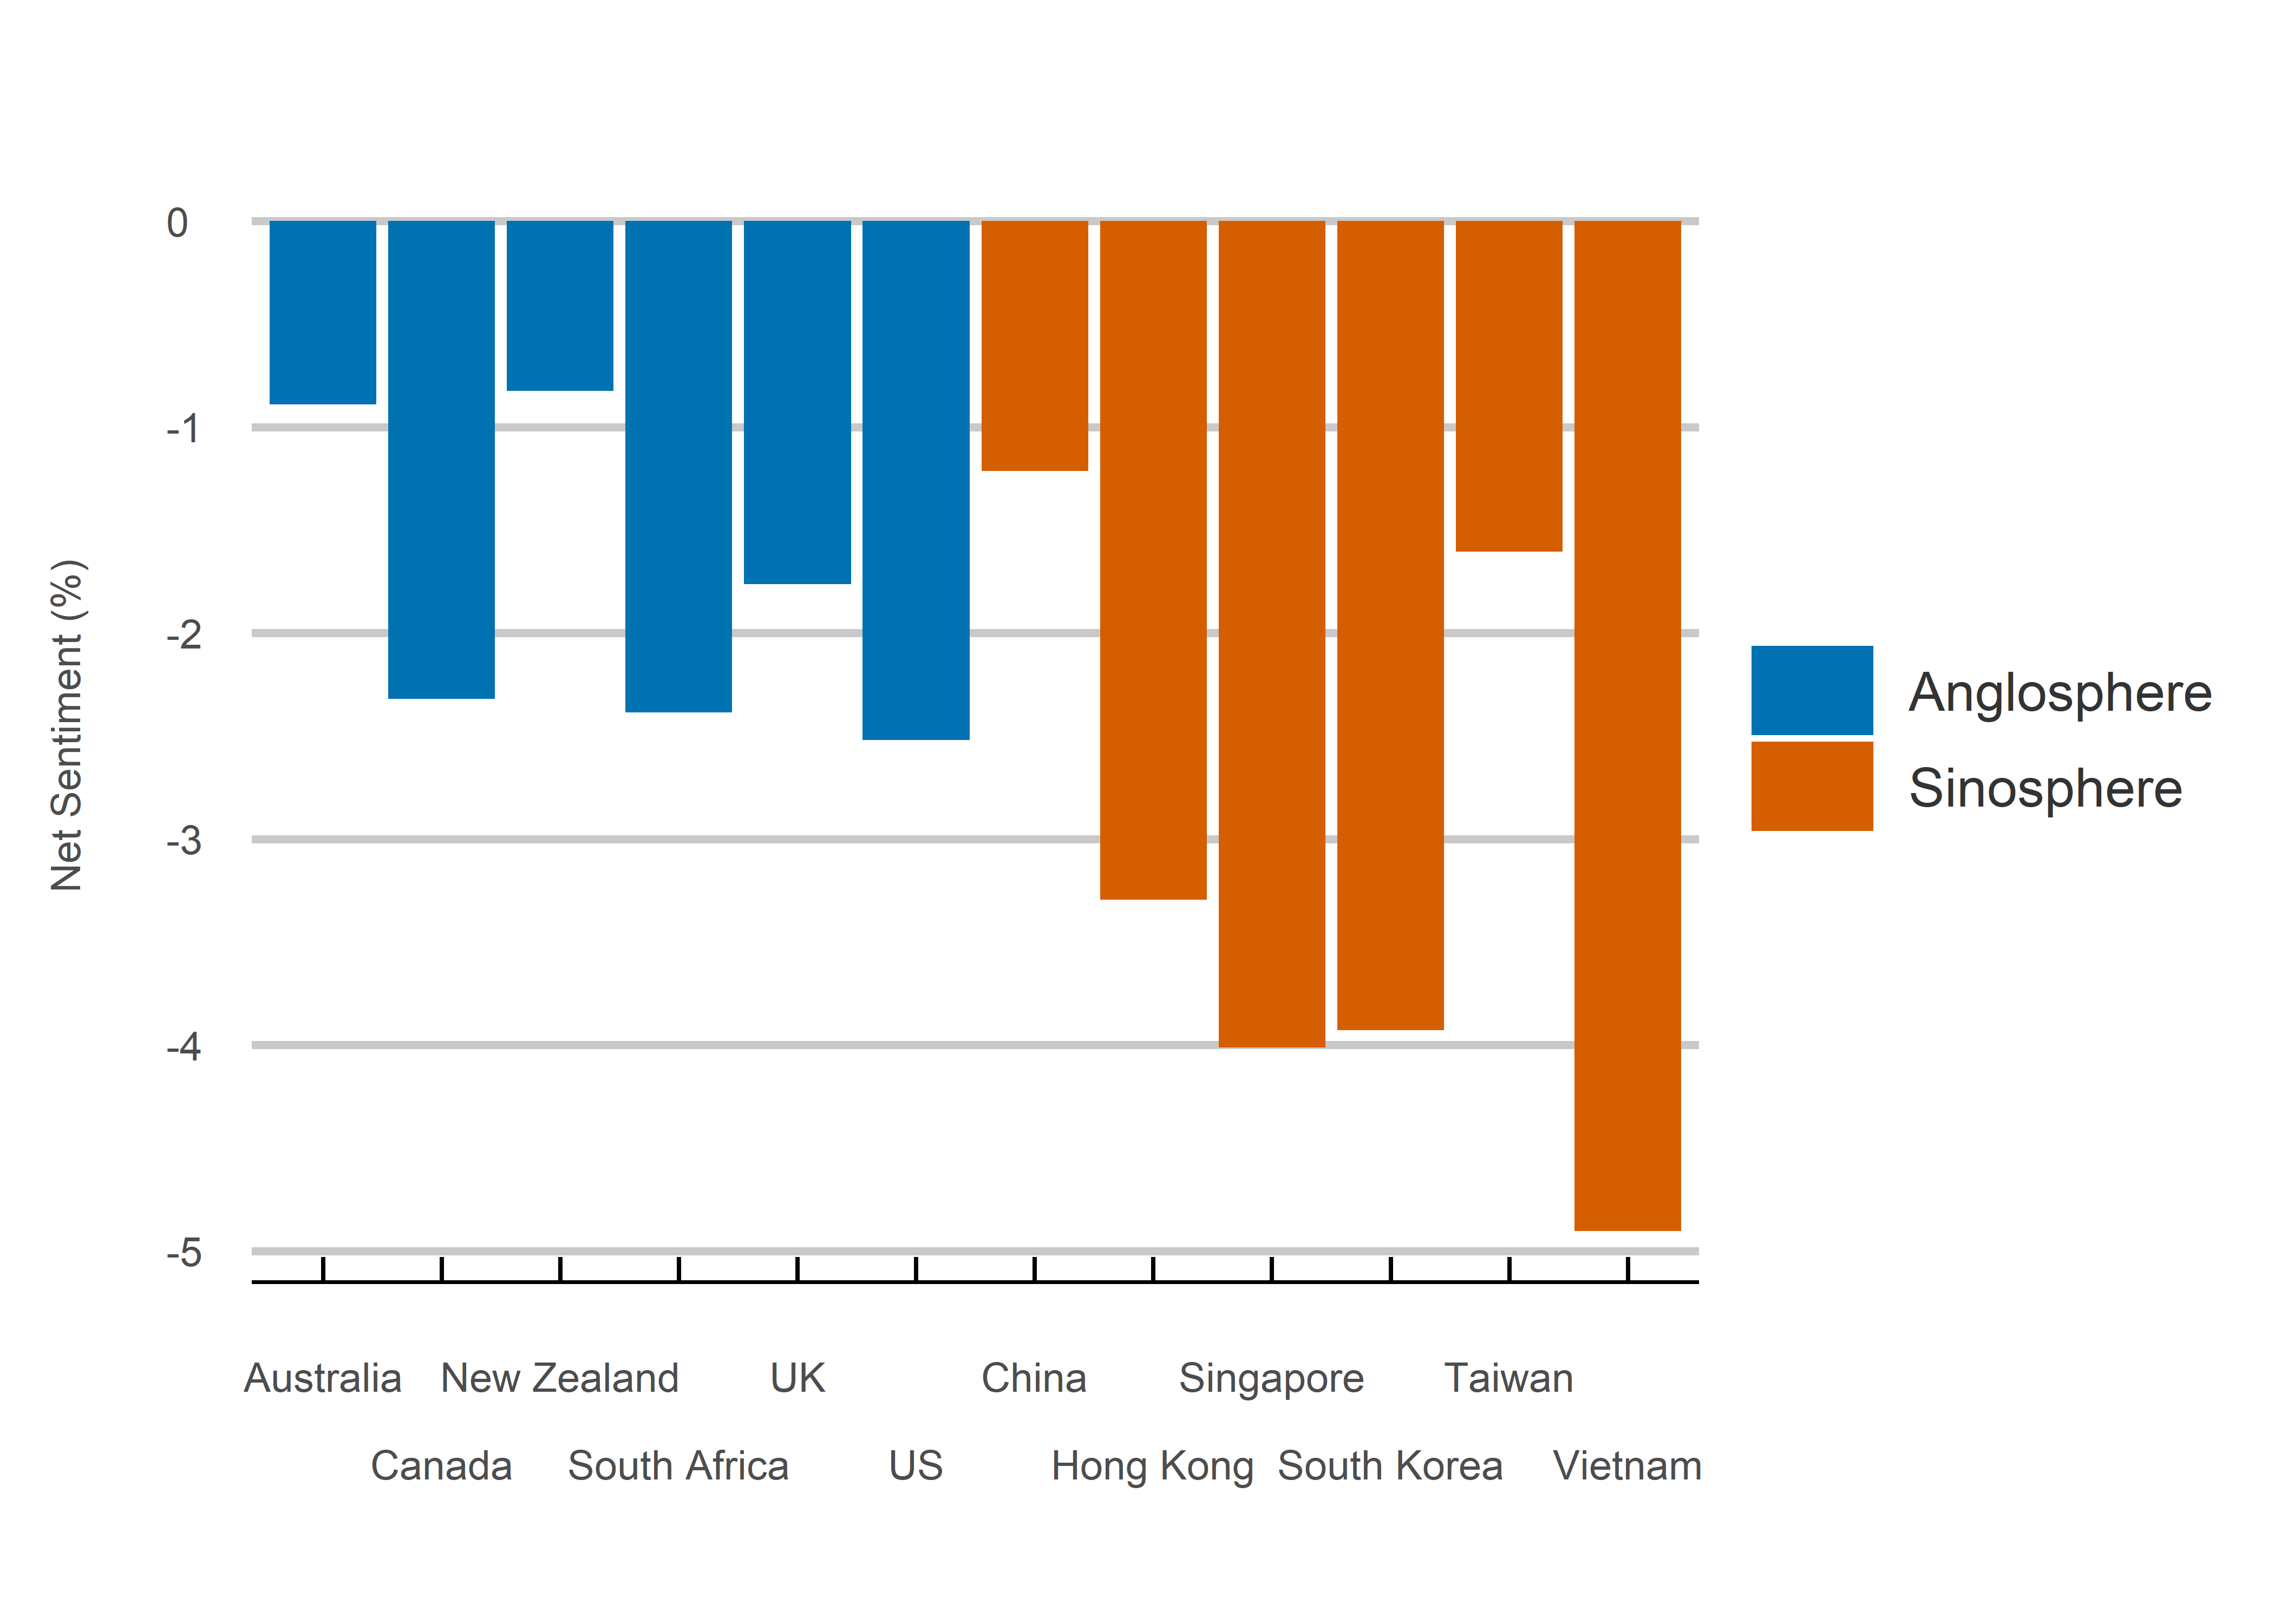 0
-1
-2
-3
-4
-5
Net Sentiment (%)
Anglosphere
Sinosphere
Australia New Zealand UK China Singapore Taiwan
Canada South Africa US Hong Kong South Korea Vietnam